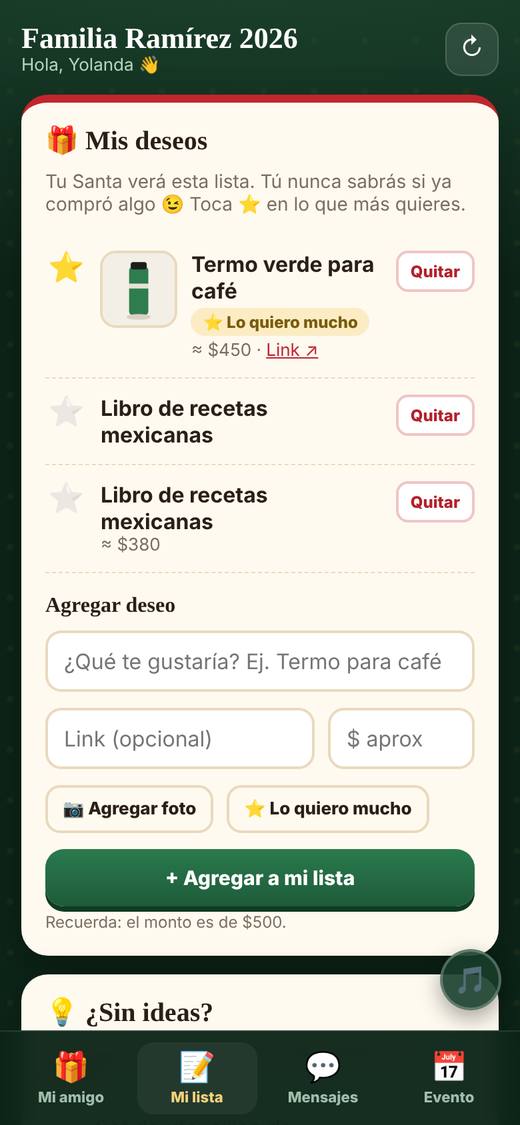 Familia Ramírez 2026
Hola, Yolanda 👋
🎁 Mis deseos
Tu Santa verá esta lista. Tú nunca sabrás si ya
compró algo 😉 Toca ⭐ en lo que más quieres.
Termo verde para
café
Quitar
⭐ Lo quiero mucho
≈ $450 · Link ↗
Libro de recetas
mexicanas
Quitar
Libro de recetas
mexicanas
Quitar
≈ $380
Agregar deseo
¿Qué te gustaría? Ej. Termo para café
Link (opcional)
$ aprox
📷 Agregar foto
⭐ Lo quiero mucho
+ Agregar a mi lista
Recuerda: el monto es de $500.
💡 ¿Sin ideas?
Mi amigo
Mi lista
Mensajes
July
17
Evento